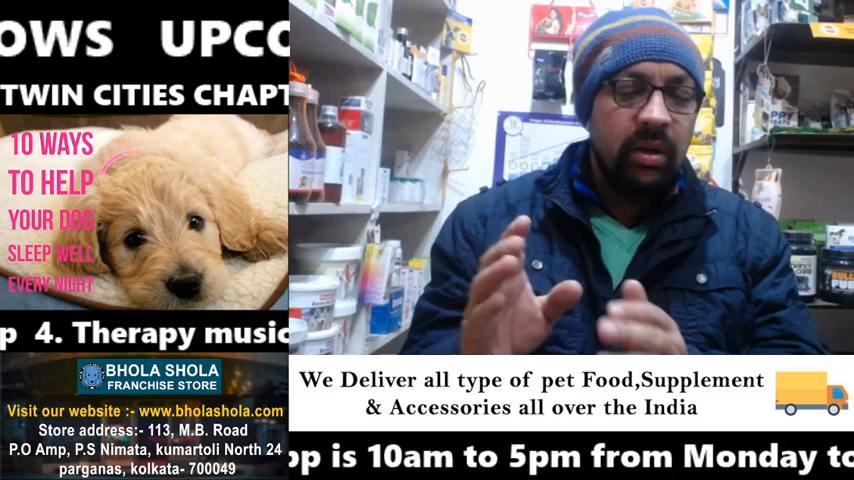 OWS UPCO
TWIN CITIES CHAPT
10 WAYS
TO HELP
YOUR DOG
SLEEP WELL
EVERY NIGHT
p 4. Therapy music
BHOLA SHOLA
FRANCHISE STORE
Visit our website :- www.bholashola.com
Store address:- 113, M.B. Road
P.O Amp, P.S Nimata, kumartoli North 24
parganas, kolkata- 700049
We Deliver all type of pet Food,Supplement
& Accessories all over the India
pp is 10am to 5pm from Monday to